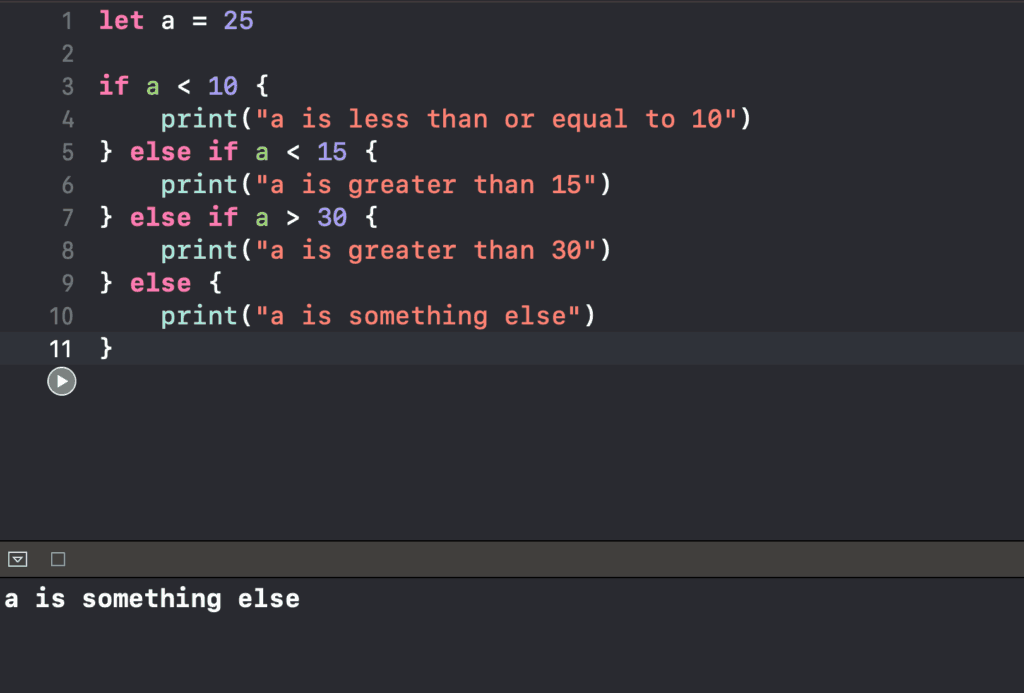 1 let a = 25
2
3 if a < 10 {
4     print("a is less than or equal to 10")
5 } else if a < 15 {
6     print("a is greater than 15")
7 } else if a > 30 {
8     print("a is greater than 30")
9 } else {
10     print("a is something else")
11 }
a is something else